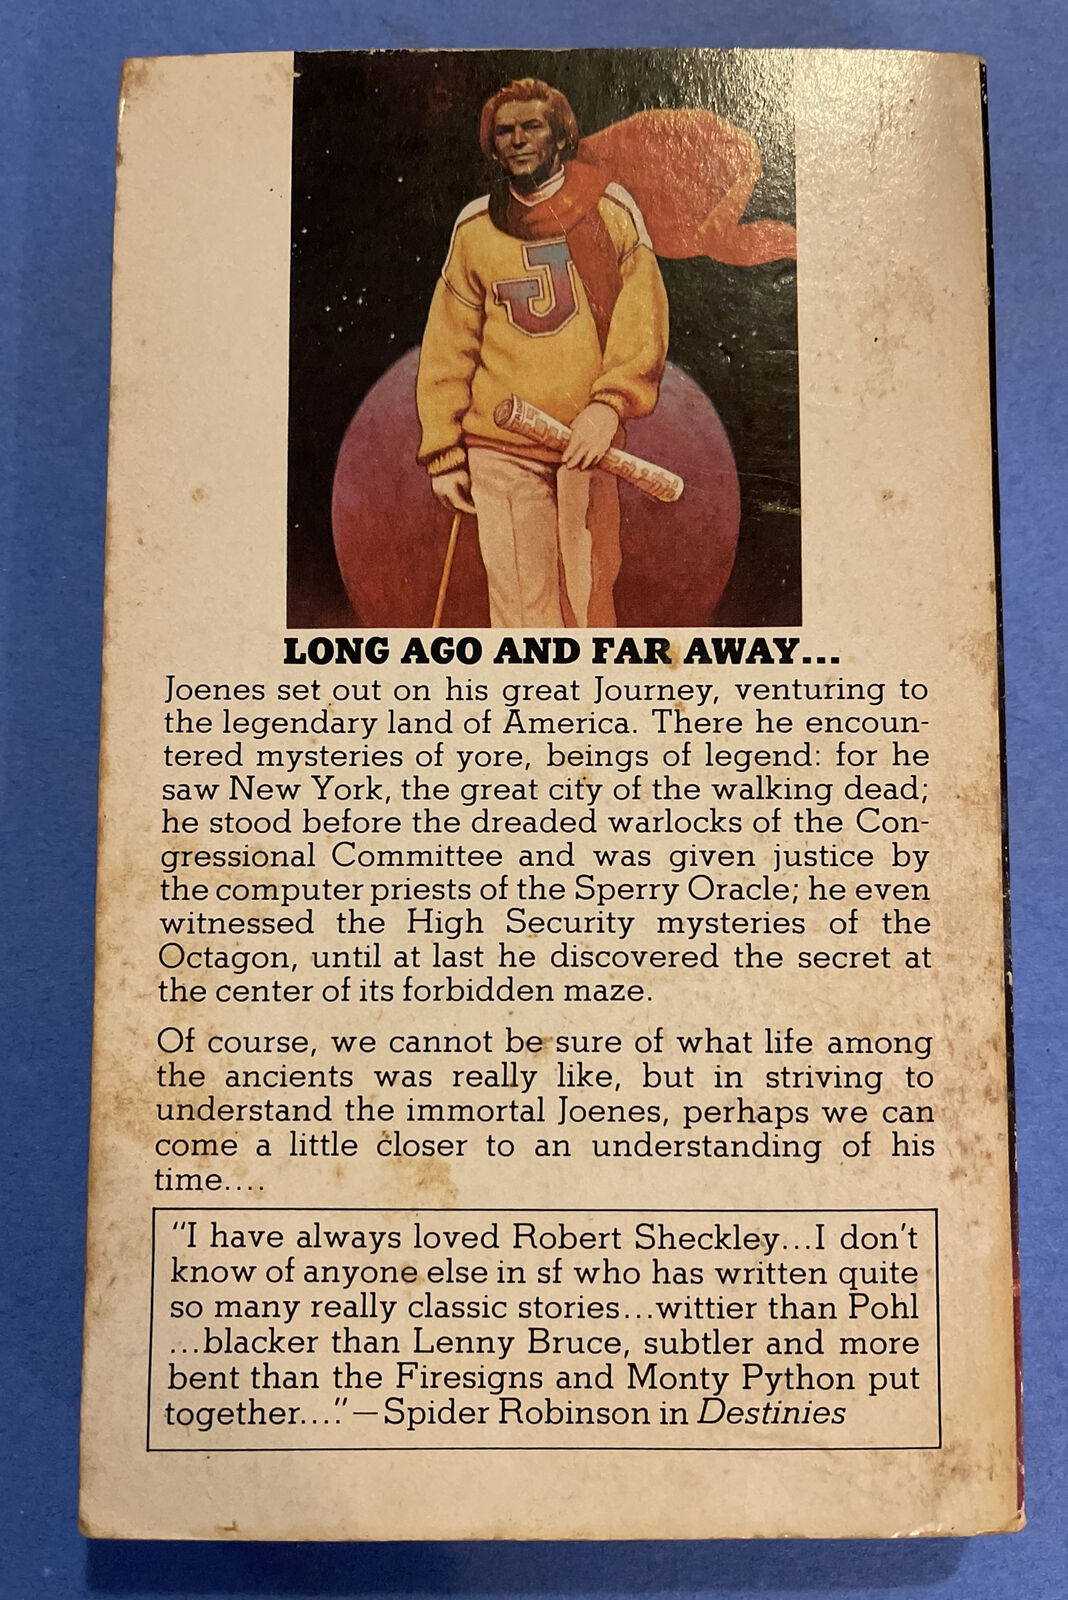 J
LONG AGO AND FAR AWAY...
Joenes set out on his great Journey, venturing to
the legendary land of America. There he encoun-
tered mysteries of yore, beings of legend: for he
saw New York, the great city of the walking dead;
he stood before the dreaded warlocks of the Con-
gressional Committee and was given justice by
the computer priests of the Sperry Oracle; he even
witnessed the High Security mysteries of the
Octagon, until at last he discovered the secret at
the center of its forbidden maze.
Of course, we cannot be sure of what life among
the ancients was really like, but in striving to
understand the immortal Joenes, perhaps we can
come a little closer to an understanding of his
time....
"I have always loved Robert Sheckley...I don't
know of anyone else in sf who has written quite
so many really classic stories...wittier than Pohl
...blacker than Lenny Bruce, subtler and more
bent than the Firesigns and Monty Python put
together...."—Spider Robinson in Destinies